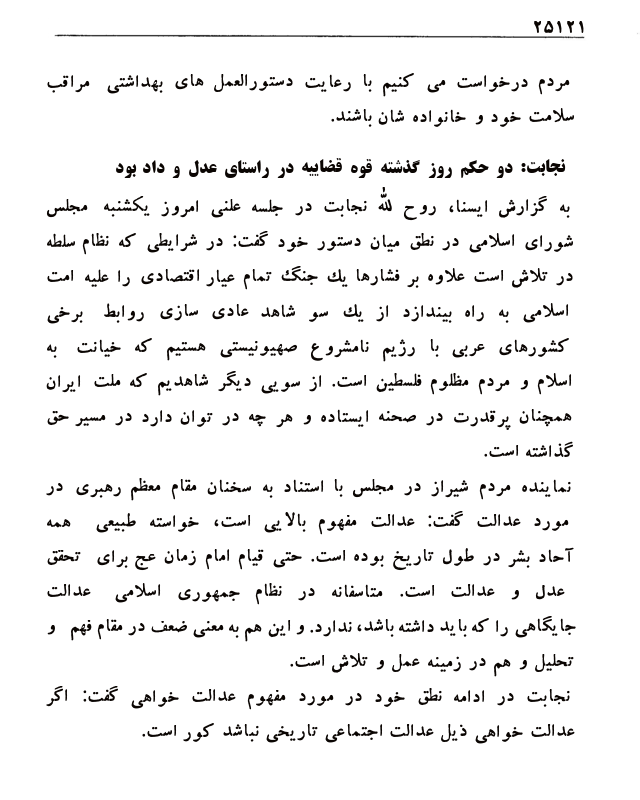 ۲۵۱۲۱
مردم درخواست می کنیم با رعایت دستورالعمل های بهداشتی مراقب
سلامت خود و خانواده شان باشند.
نجابت: دو حکم روز گذشته قوه قضاییه در راستای عدل و داد بود
به گزارش ایسنا، روح لله نجابت در جلسه علنی امروز یکشنبه مجلس
شورای اسلامی در نطق میان دستور خود گفت: در شرایطی که نظام سلطه
در تلاش است علاوه بر فشارها یك جنگ تمام عیار اقتصادی را علیه امت
اسلامی به راه بیندازد از یك سو شاهد عادی سازی روابط برخی
کشورهای عربی با رژیم نامشروع صهیونیستی هستیم که خیانت به
اسلام و مردم مظلوم فلسطین است. از سویی دیگر شاهدیم که ملت ایران
همچنان پرقدرت در صحنه ایستاده و هر چه در توان دارد در مسیر حق
گذاشته است.
نماینده مردم شیراز در مجلس با استناد به سخنان مقام معظم رهبری در
مورد عدالت گفت: عدالت مفهوم بالایی است، خواسته طبیعی همه
آحاد بشر در طول تاریخ بوده است. حتی قیام امام زمان عج برای تحقق
عدل و عدالت است. متاسفانه در نظام جمهوری اسلامی عدالت
جایگاهی را که باید داشته باشد، ندارد. و این هم به معنی ضعف در مقام فهم و
تحلیل و هم در زمینه عمل و تلاش است.
نجابت در ادامه نطق خود در مورد مفهوم عدالت خواهی گفت: اگر
عدالت خواهی ذیل عدالت اجتماعی تاریخی نباشد کور است.